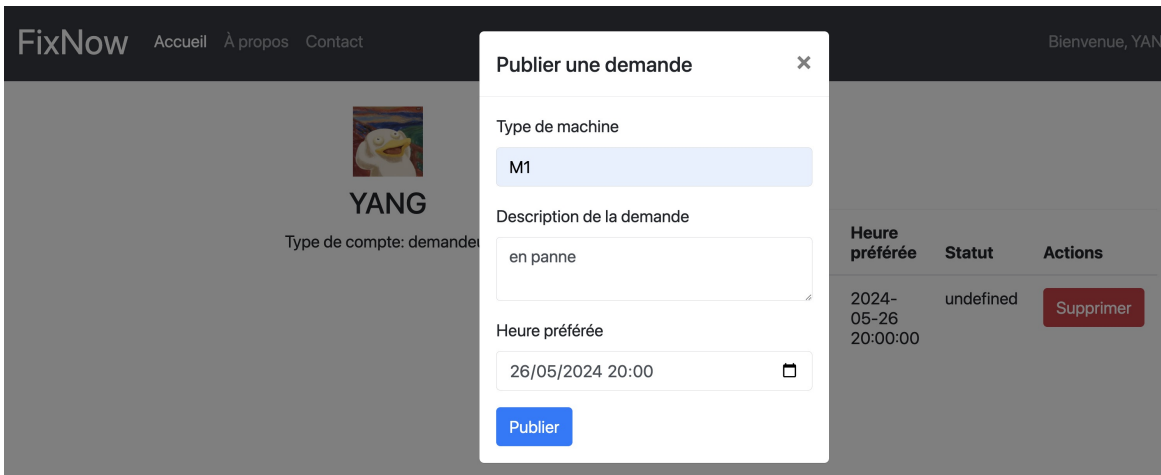 FixNow Accueil À propos Contact
Bienvenue, YAN
Publier une demande ×
Type de machine
M1
Description de la demande
en panne
Heure préférée
26/05/2024 20:00
Publier
YANG
Type de compte: demandeu
Heure
préférée Statut Actions
2024- undefined Supprimer
05-26
20:00:00